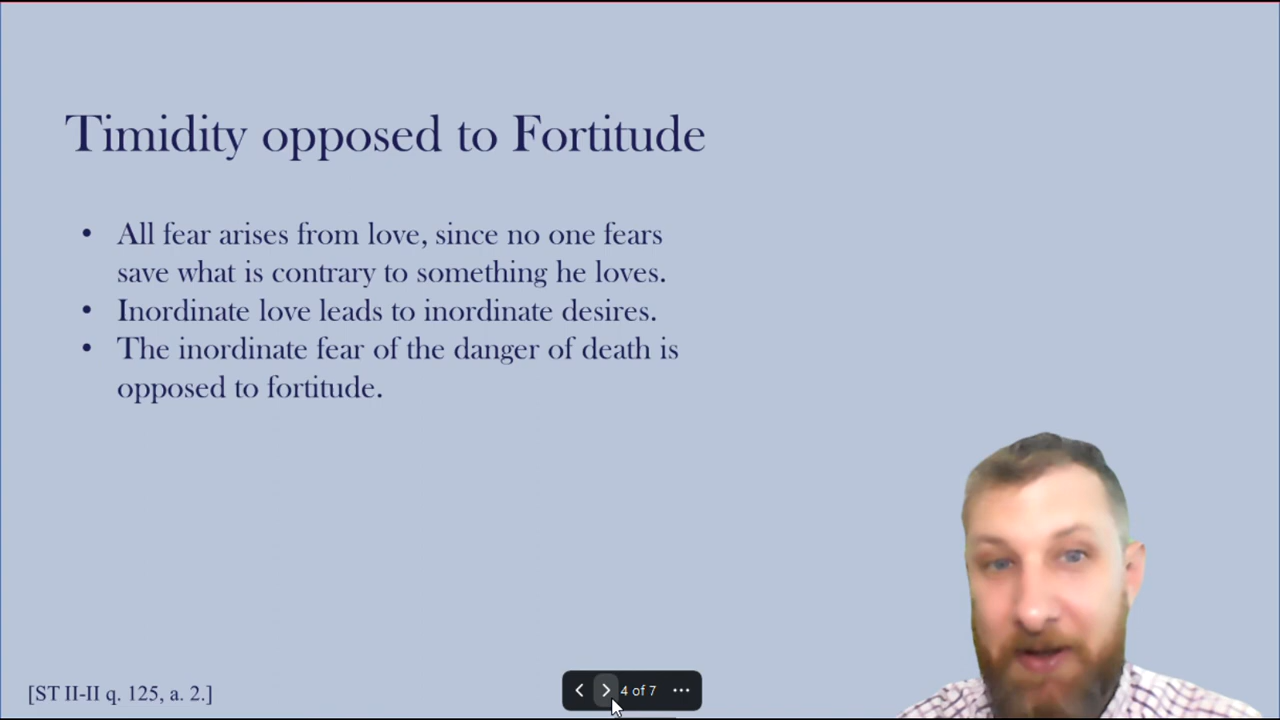 Timidity opposed to Fortitude
• All fear arises from love, since no one fears
save what is contrary to something he loves.
• Inordinate love leads to inordinate desires.
• The inordinate fear of the danger of death is
opposed to fortitude.
[ST II-II q. 125, a. 2.]
4 of 7